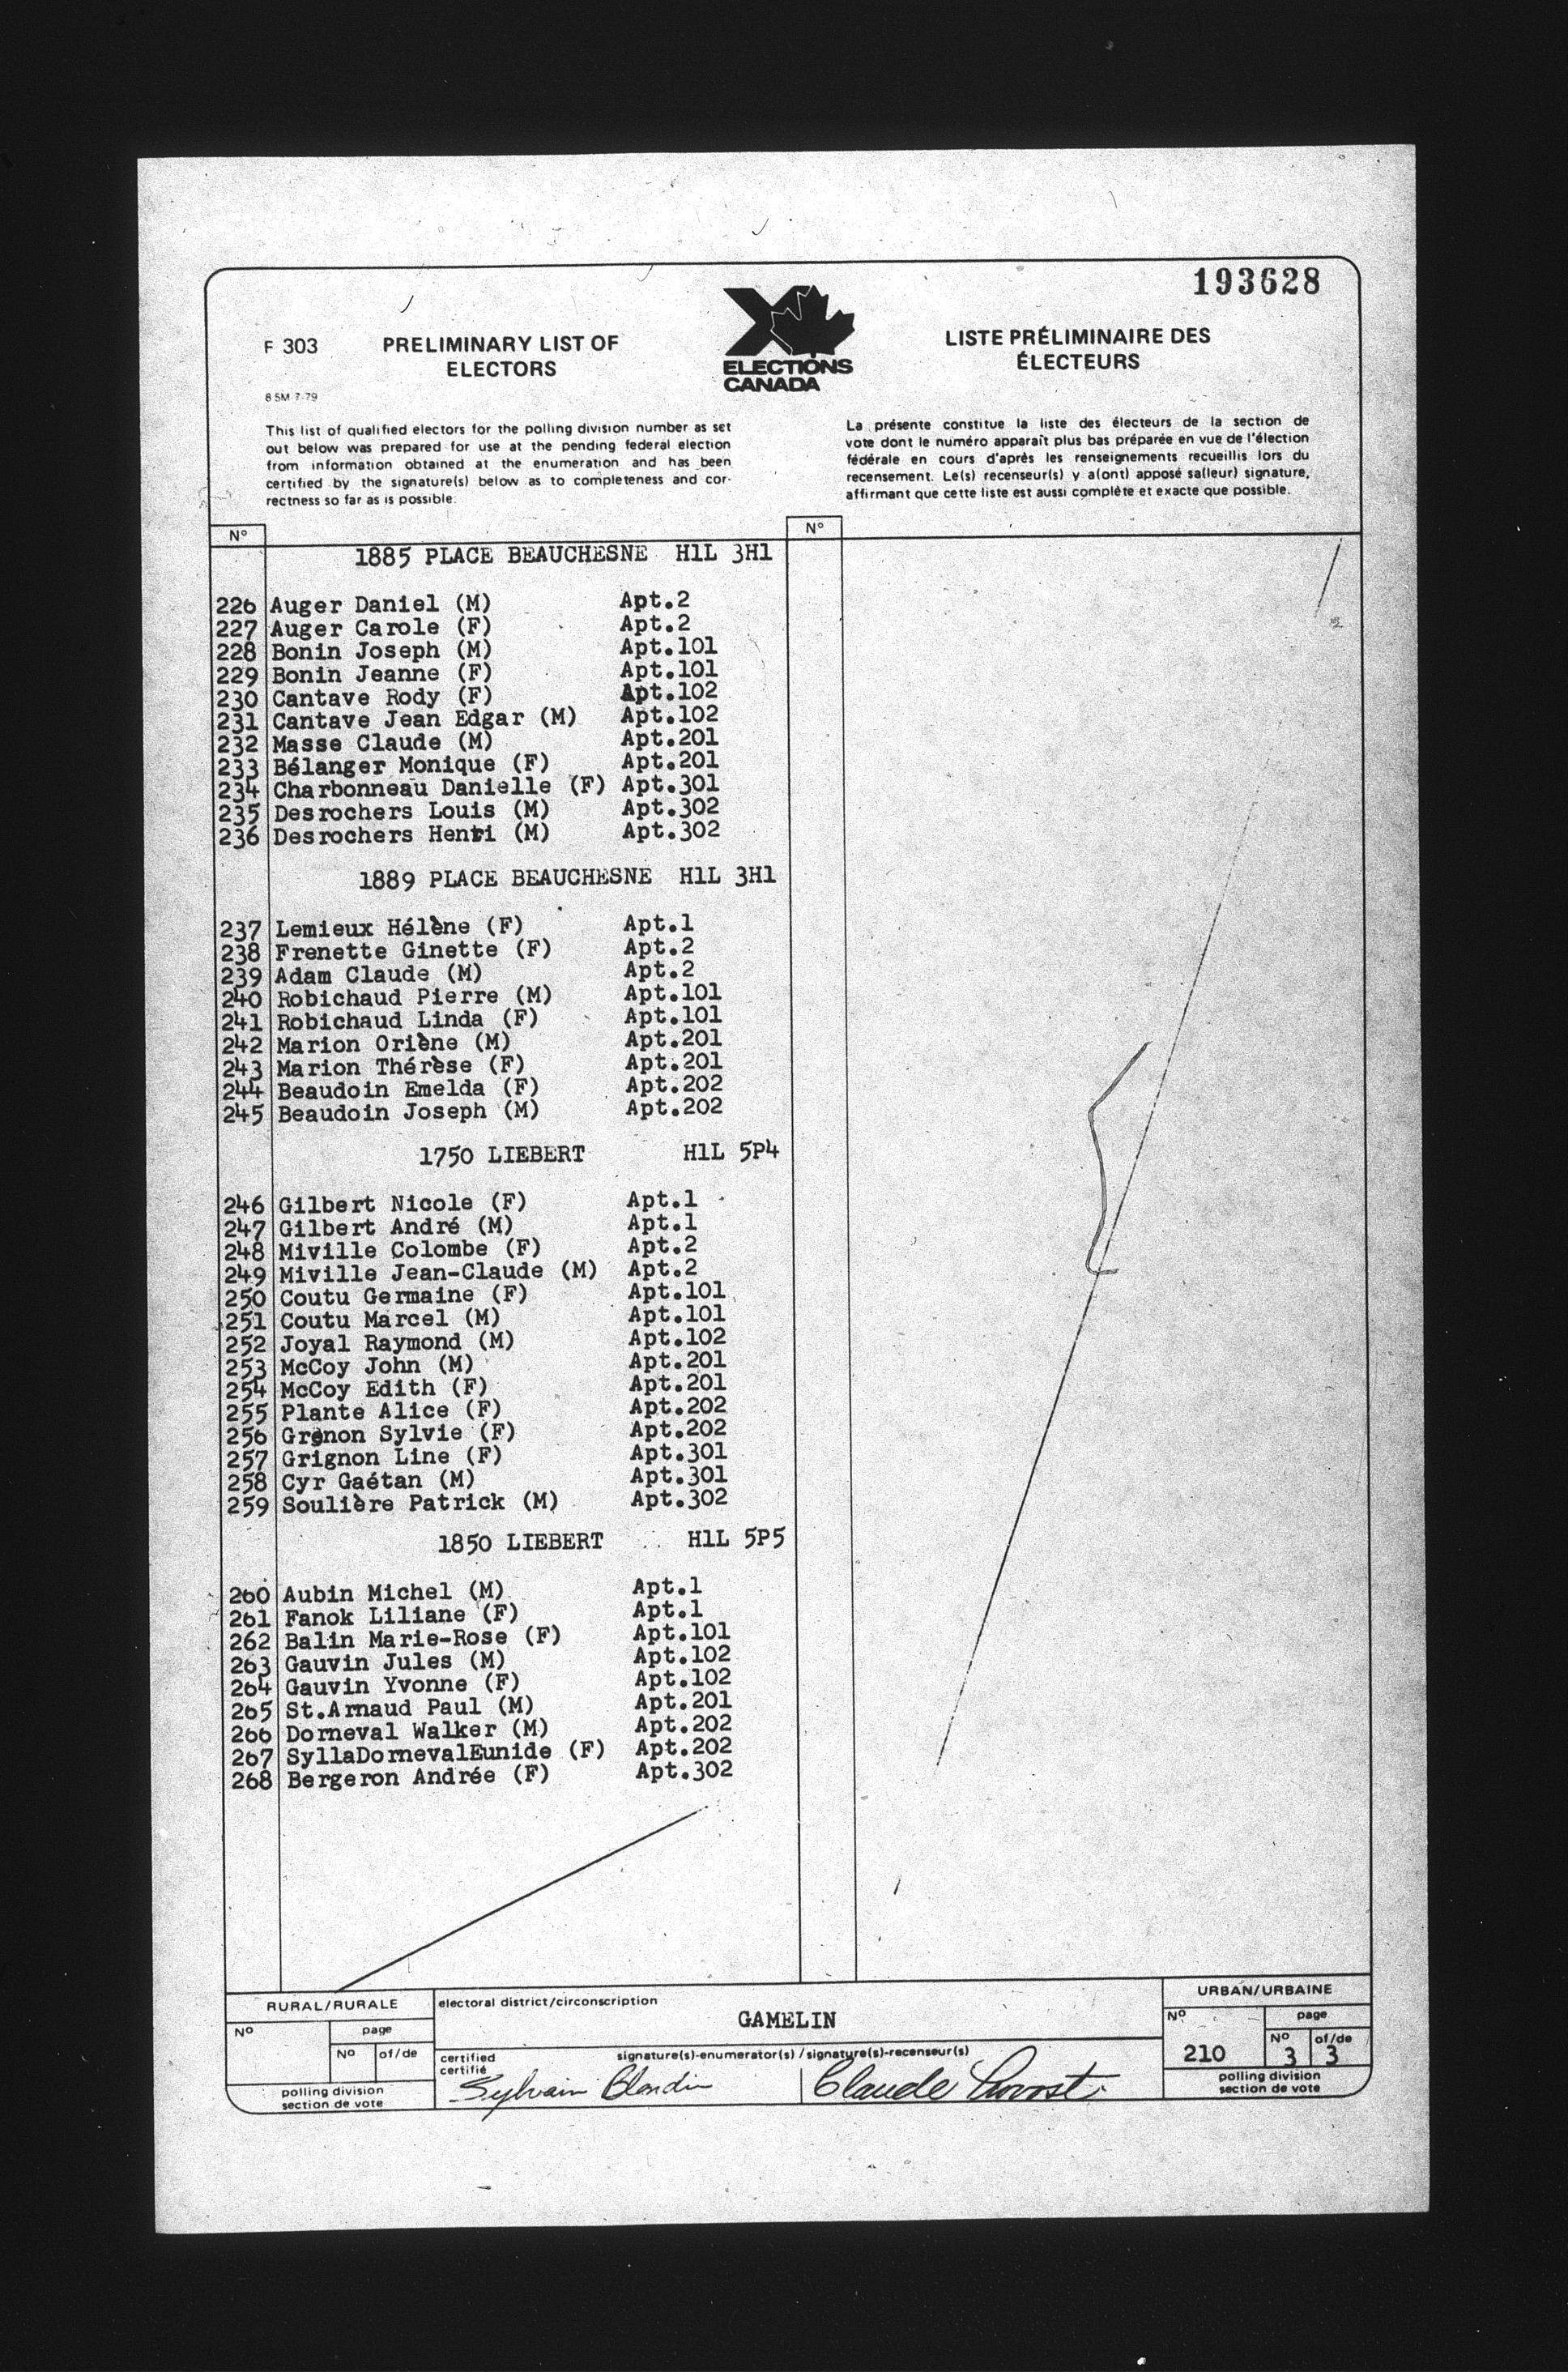 193628
F 303
PRELIMINARY LIST OF
ELECTORS
8 5M 7-79
ELECTIONS
CANADA
LISTE PRÉLIMINAIRE DES
ÉLECTEURS
This list of qualified electors for the polling division number as set
out below was prepared for use at the pending federal election
from information obtained at the enumeration and has been
certified by the signature(s) below as to completeness and cor-
rectness so far as is possible.
La présente constitue la liste des électeurs de la section de
vote dont le numéro apparaît plus bas préparée en vue de l'élection
fédérale en cours d'après les renseignements recueillis lors du
recensement. Le(s) recenseur(s) y a(ont) apposé sa(leur) signature,
affirmant que cette liste est aussi complète et exacte que possible.
Nº
Nº
1885 PLACE BEAUCHESNE H1L 3H1
226 Auger Daniel (M) Apt.2
227 Auger Carole (F) Apt.2
228 Bonin Joseph (M) Apt.101
229 Bonin Jeanne (F) Apt.101
230 Cantave Rody (F) Apt.102
231 Cantave Jean Edgar (M) Apt.102
232 Masse Claude (M) Apt.201
233 Bélanger Monique (F) Apt.201
234 Charbonneau Danielle (F) Apt.301
235 Desrochers Louis (M) Apt.302
236 Desrochers Henri (M) Apt.302
1889 PLACE BEAUCHESNE H1L 3H1
237 Lemieux Hélène (F) Apt.1
238 Frenette Ginette (F) Apt.2
239 Adam Claude (M) Apt.2
240 Robichaud Pierre (M) Apt.101
241 Robichaud Linda (F) Apt.101
242 Marion Oriène (M) Apt.201
243 Marion Thérèse (F) Apt.201
244 Beaudoin Emelda (F) Apt.202
245 Beaudoin Joseph (M) Apt.202
1750 LIEBERT H1L 5P4
246 Gilbert Nicole (F) Apt.1
247 Gilbert André (M) Apt.1
248 Miville Colombe (F) Apt.2
249 Miville Jean-Claude (M) Apt.2
250 Coutu Germaine (F) Apt.101
251 Coutu Marcel (M) Apt.101
252 Joyal Raymond (M) Apt.102
253 McCoy John (M) Apt.201
254 McCoy Edith (F) Apt.201
255 Plante Alice (F) Apt.202
256 Grenon Sylvie (F) Apt.202
257 Grignon Line (F) Apt.301
258 Cyr Gaétan (M) Apt.301
259 Soulière Patrick (M) Apt.302
1850 LIEBERT H1L 5P5
260 Aubin Michel (M) Apt.1
261 Fanok Liliane (F) Apt.1
262 Balin Marie-Rose (F) Apt.101
263 Gauvin Jules (M) Apt.102
264 Gauvin Yvonne (F) Apt.102
265 St.Arnaud Paul (M) Apt.201
266 Dorneval Walker (M) Apt.202
267 SyllaDornevalEunide (F) Apt.202
268 Bergeron Andrée (F) Apt.302
RURAL/RURALE
Nº
page
Nº of/de
polling division
section de vote
electoral district/circonscription
GAMELIN
certified
certifié
signature(s)-enumerator(s)/signature(s)-recenseur(s)
Sylvain Blondin
Claude Provost
URBAN/URBAINE
Nº
210
page
Nº of/de
3 3
polling division
section de vote